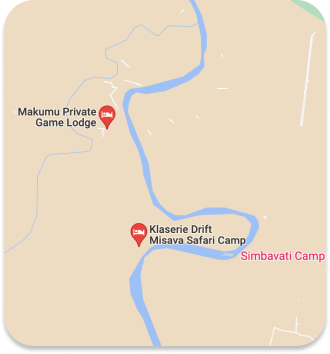 Makumu Private
Game Lodge
Klaserie Drift
Misava Safari Camp
Simbavati Camp